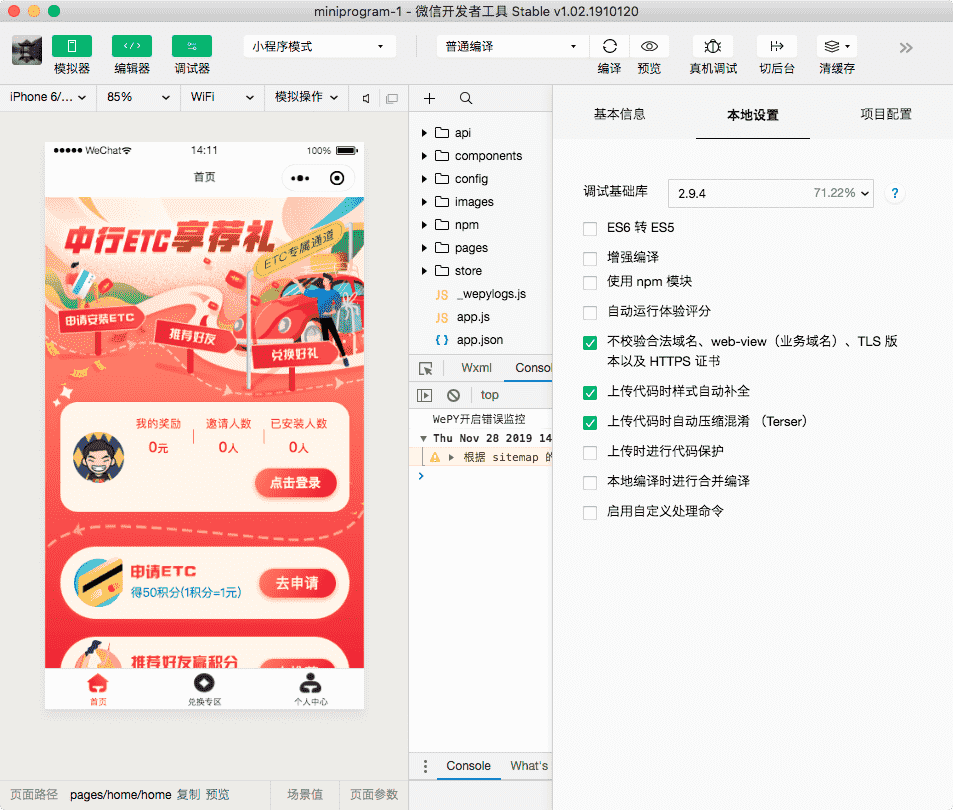 miniprogram-1 - 微信开发者工具 Stable v1.02.1910120
模拟器
编辑器
调试器
小程序模式
普通编译
编译
预览
真机调试
切后台
清缓存
iPhone 6/...
85%
WiFi
模拟操作
WeChat
14:11
100%
首页
中行ETC享荐礼
ETC专属通道
申请安装ETC
推荐好友
兑换好礼
我的奖励
邀请人数
已安装人数
0元
0人
0人
点击登录
申请ETC
得50积分(1积分=1元)
去申请
推荐好友赢积分
首页
兑换专区
个人中心
页面路径
pages/home/home
复制
预览
场景值
页面参数
api
components
config
images
npm
pages
store
JS _wepylogs.js
JS app.js
{ } app.json
Wxml
Consol
top
WePY开启错误监控
Thu Nov 28 2019 14
根据 sitemap 的
Console
What's
基本信息
本地设置
项目配置
调试基础库
2.9.4
71.22%
?
ES6 转 ES5
增强编译
使用 npm 模块
自动运行体验评分
不校验合法域名、web-view（业务域名）、TLS 版
本以及 HTTPS 证书
上传代码时样式自动补全
上传代码时自动压缩混淆 （Terser）
上传时进行代码保护
本地编译时进行合并编译
启用自定义处理命令